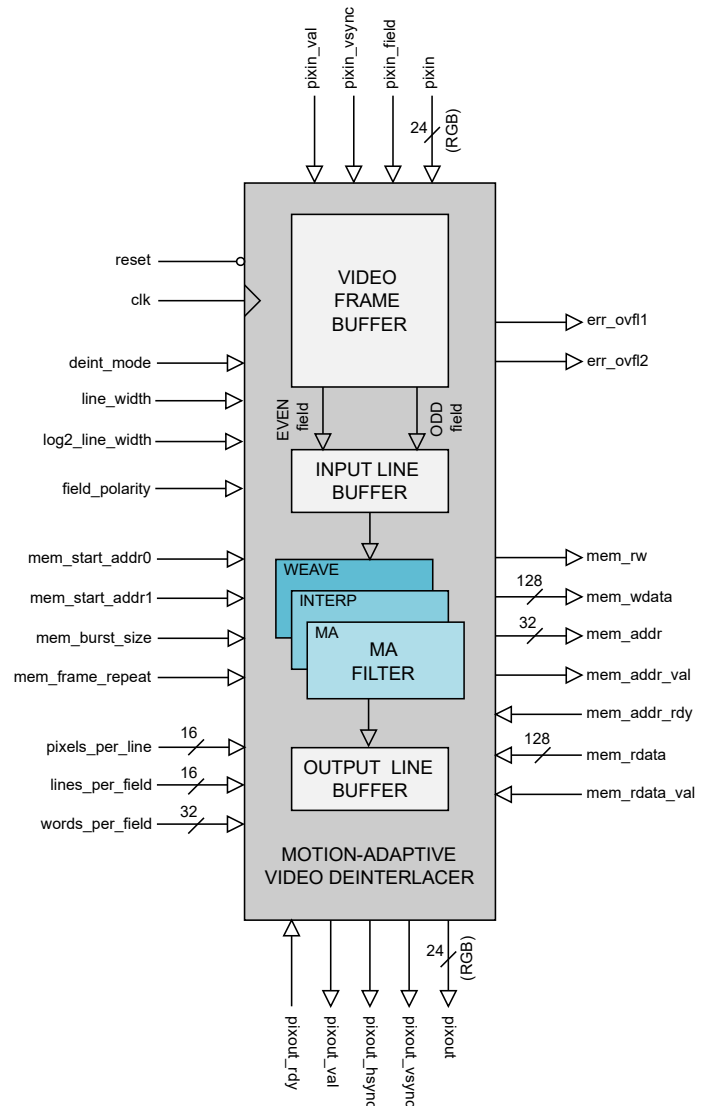 pixin_val
pixin_vsync
pixin_field
pixin
24
(RGB)
reset
clk
deint_mode
line_width
log2_line_width
field_polarity
mem_start_addr0
mem_start_addr1
mem_burst_size
mem_frame_repeat
pixels_per_line
16
lines_per_field
16
words_per_field
32
VIDEO
FRAME
BUFFER
EVEN
field
ODD
field
INPUT LINE
BUFFER
WEAVE
INTERP
MA
MA
FILTER
OUTPUT LINE
BUFFER
MOTION-ADAPTIVE
VIDEO DEINTERLACER
err_ovfl1
err_ovfl2
mem_rw
128
mem_wdata
32
mem_addr
mem_addr_val
mem_addr_rdy
128
mem_rdata
mem_rdata_val
24
(RGB)
pixout_rdy
pixout_val
pixout_hsync
pixout_vsync
pixout